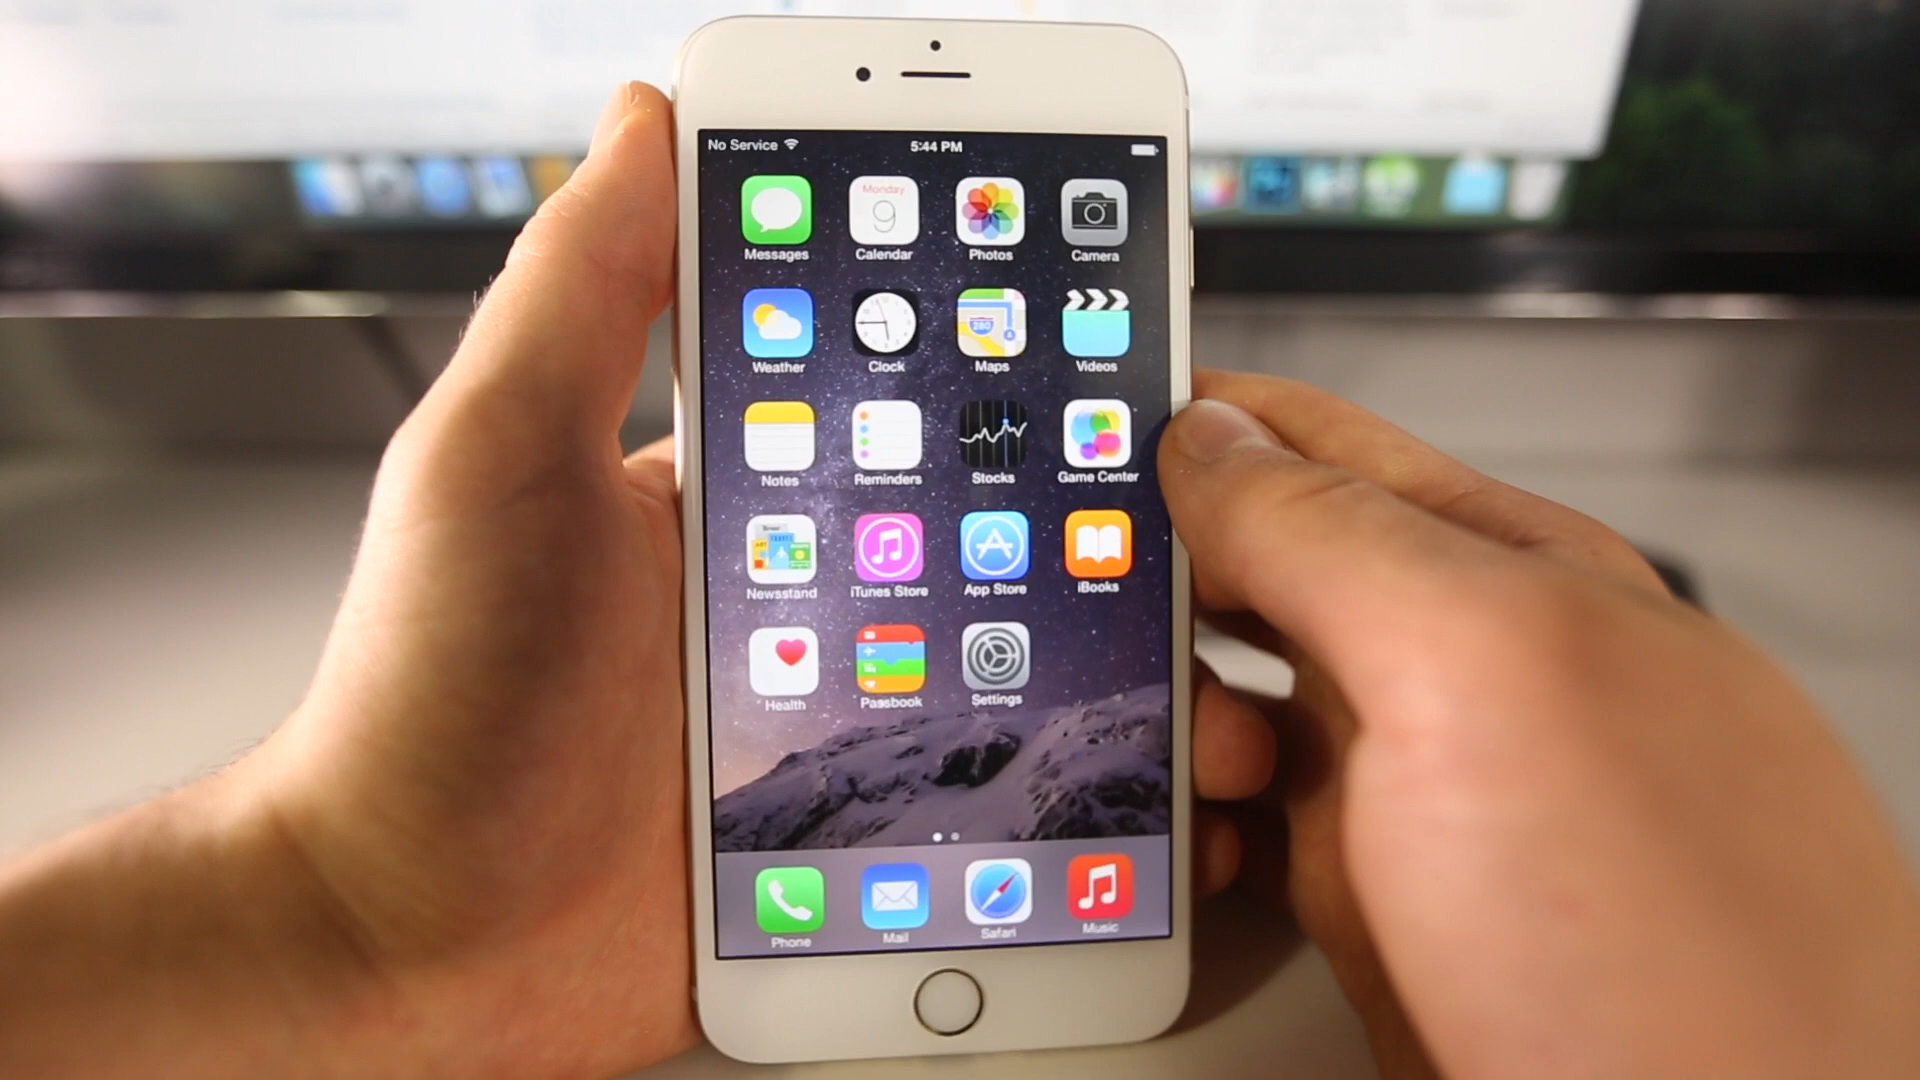 No Service 5:44 PM
Monday
9
Messages Calendar Photos Camera
280
Weather Clock Maps Videos
Notes Reminders Stocks Game Center
Newsstand iTunes Store App Store iBooks
Health Passbook Settings
Phone Mail Safari Music